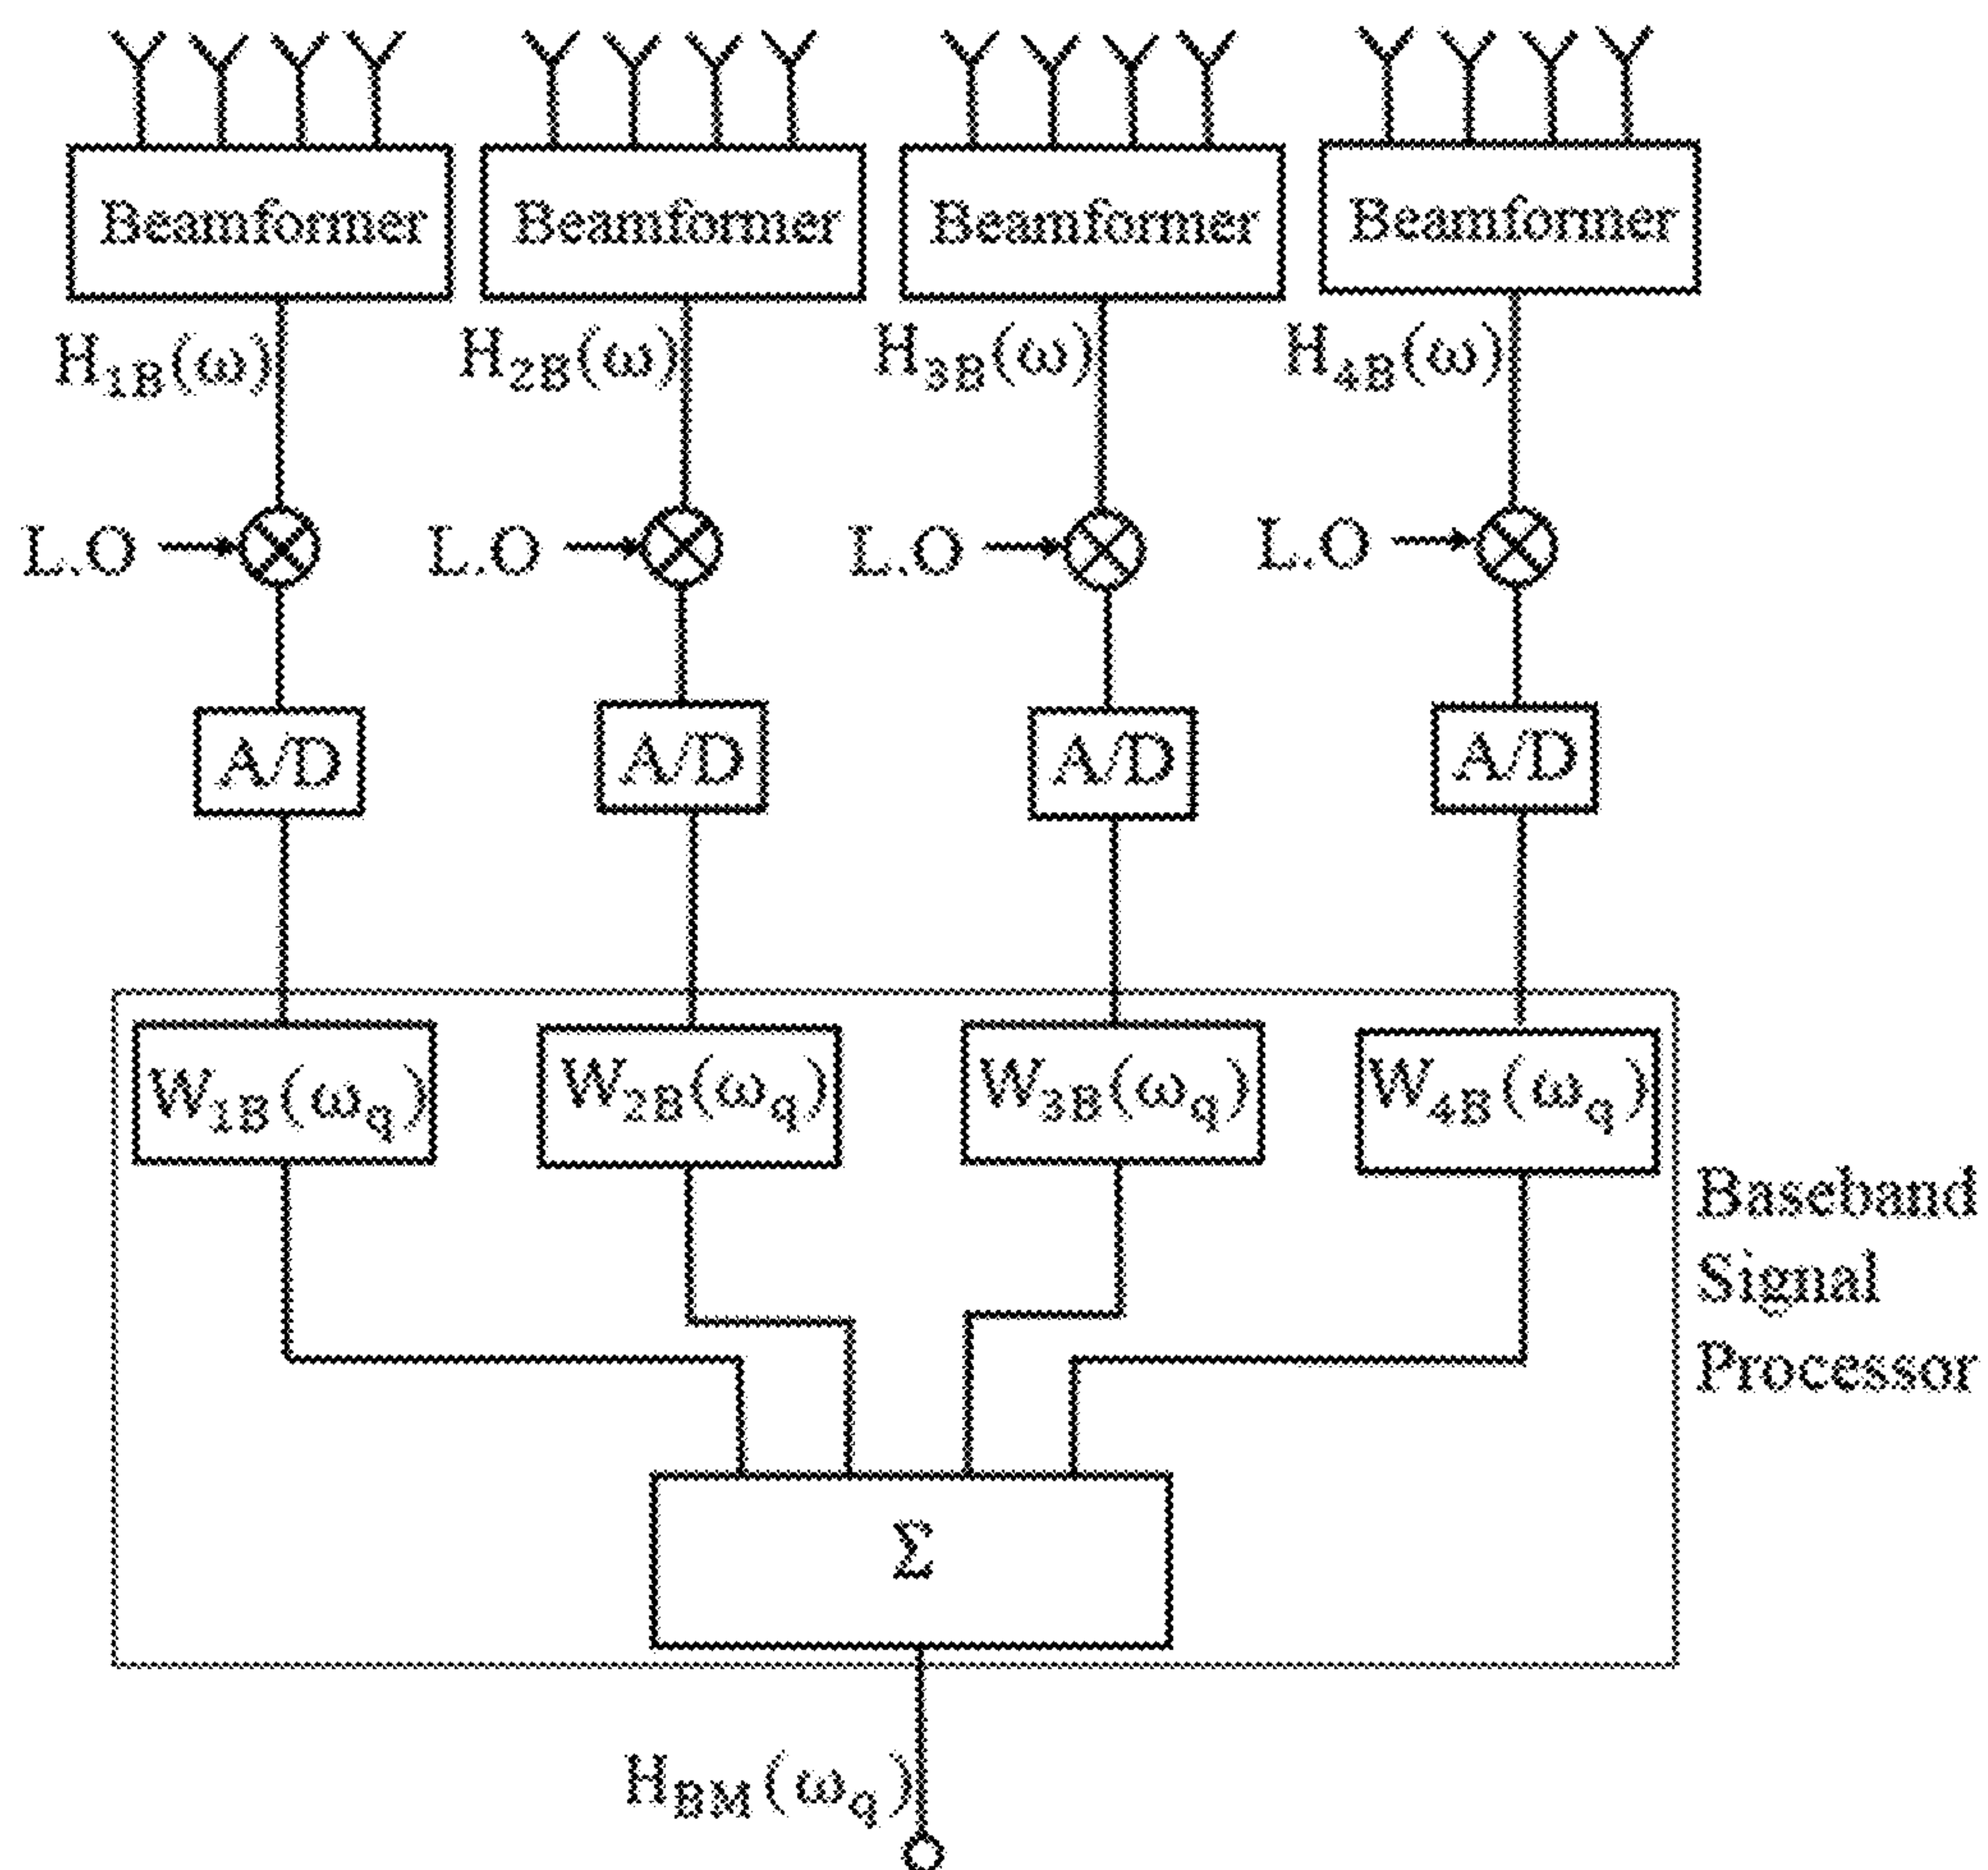 Beamformer Beamformer Beamformer Beamformer
H1B(ω) H2B(ω) H3B(ω) H4B(ω)
L.O L.O L.O L.O
A/D A/D A/D A/D
W1B(ωq) W2B(ωq) W3B(ωq) W4B(ωq)
Baseband
Signal
Processor
Σ
HBM(ωq)